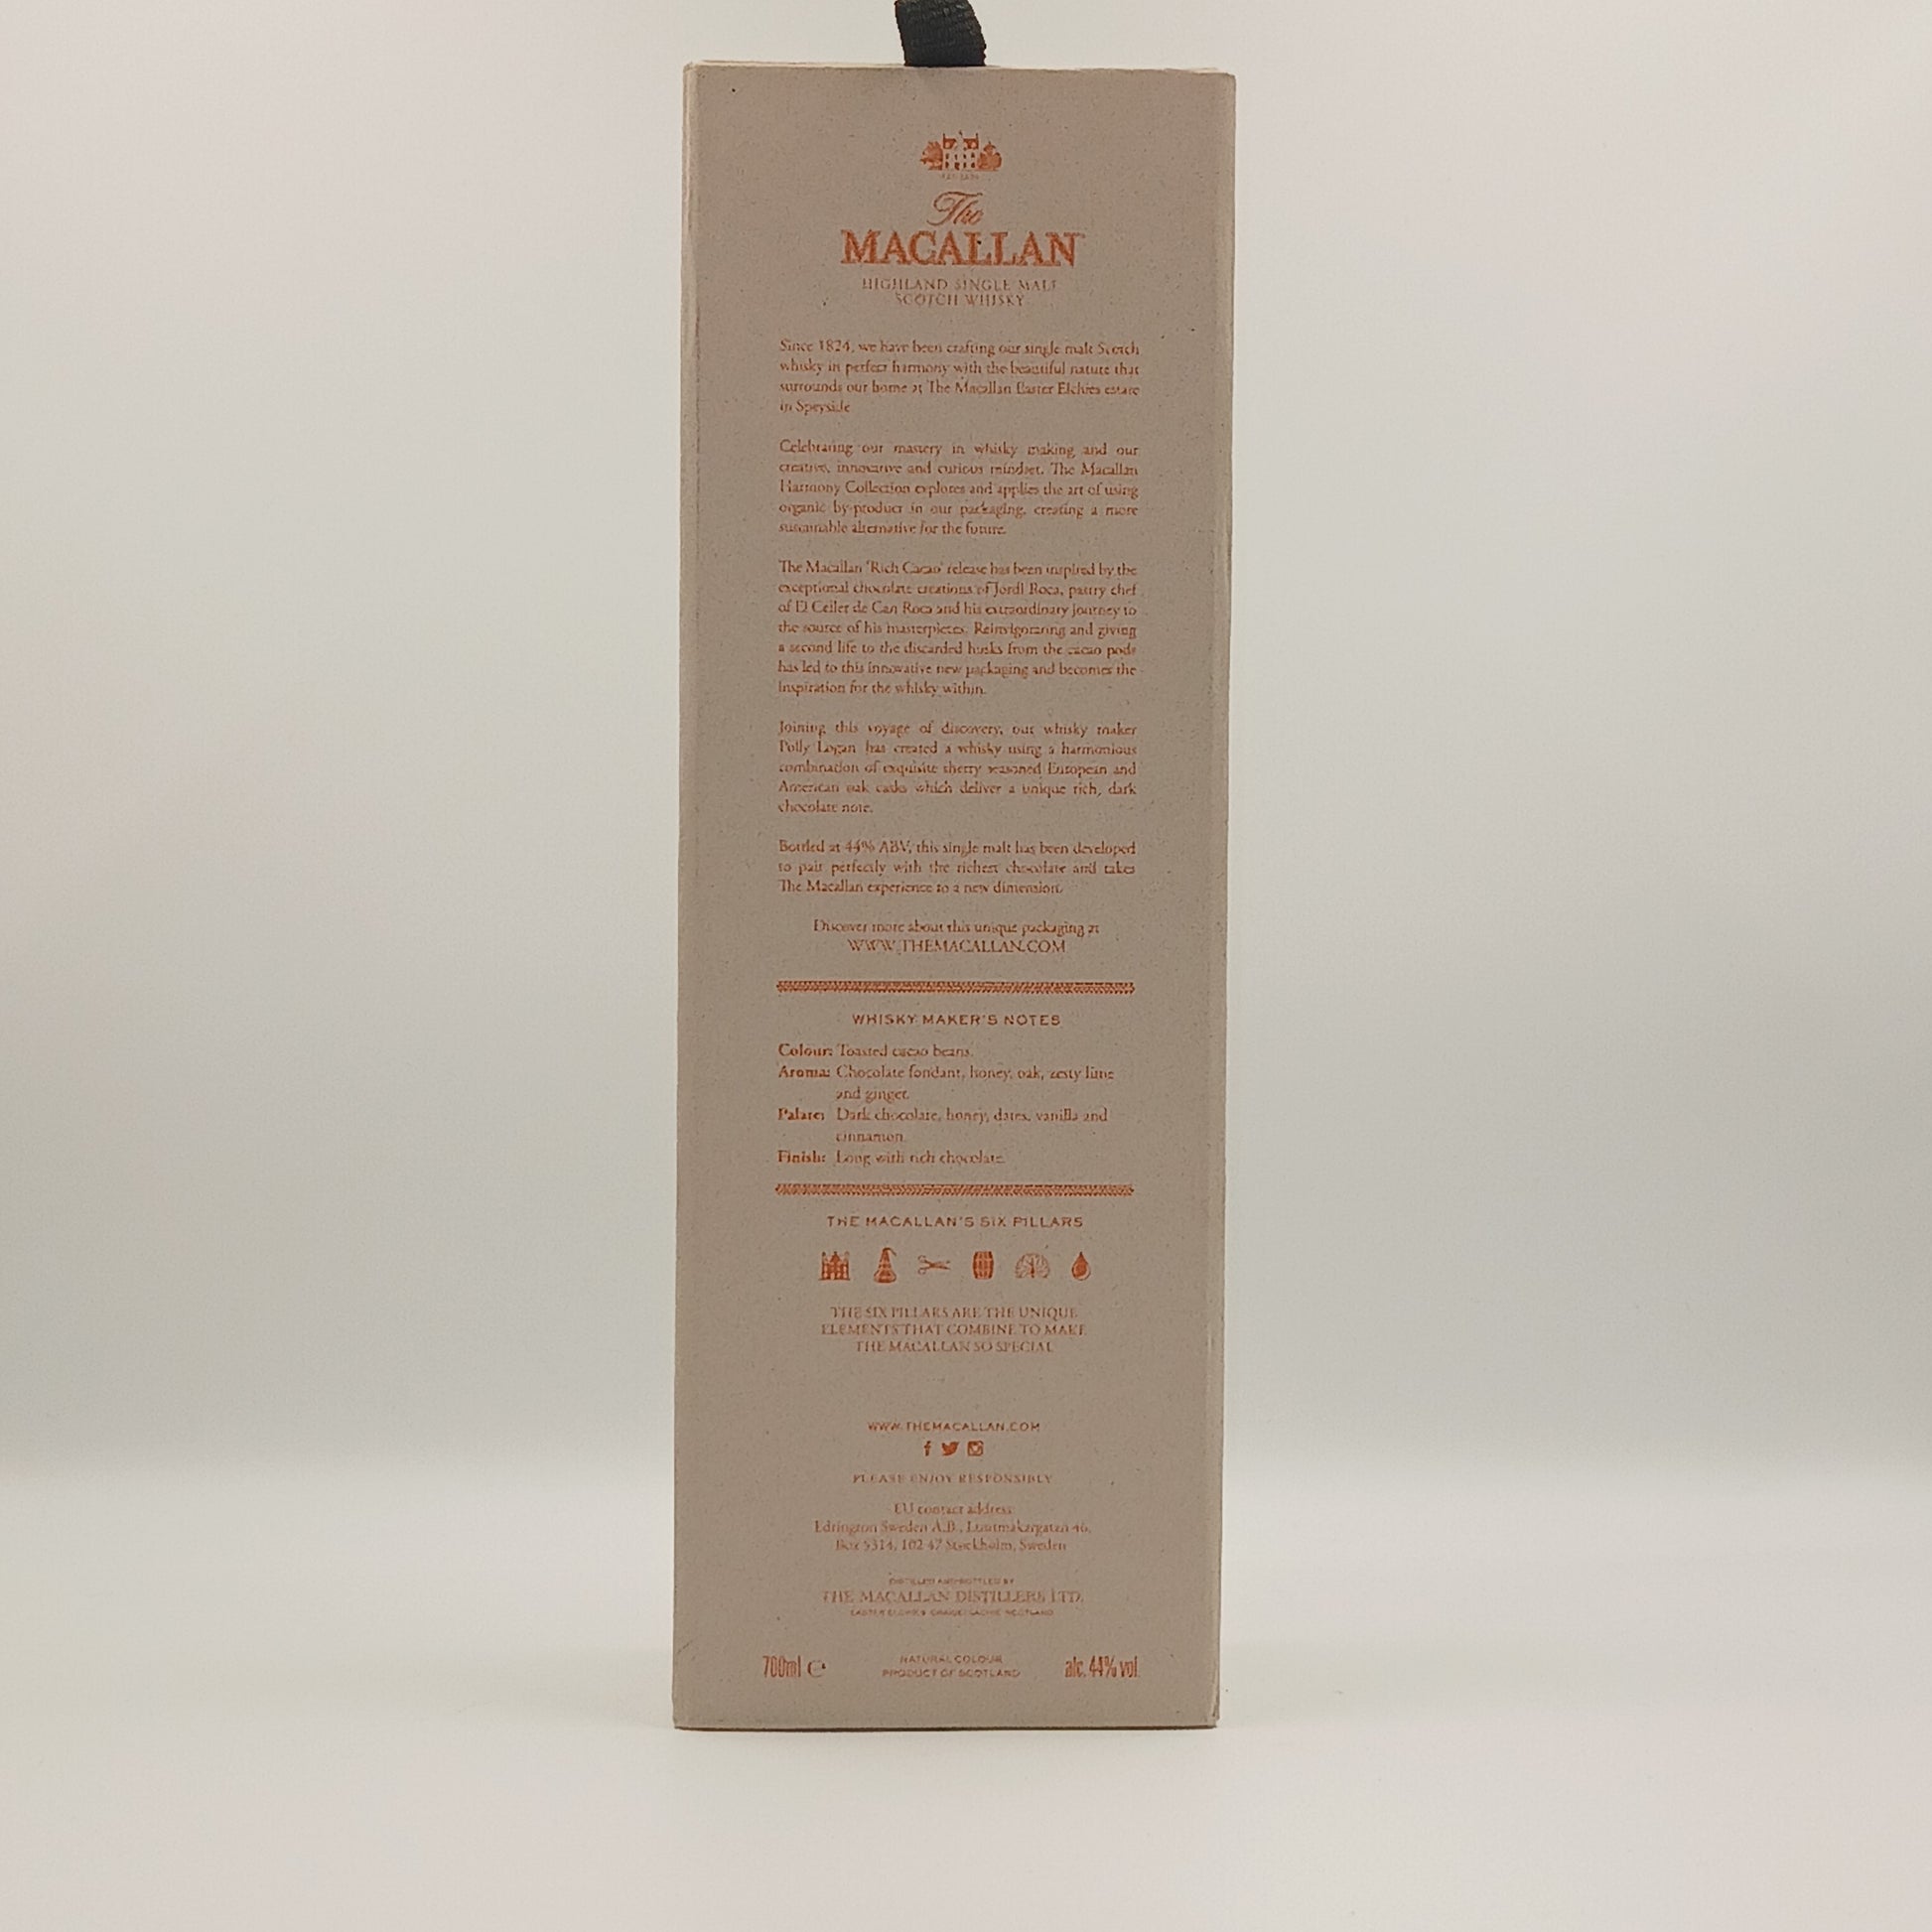 The
MACALLAN
HIGHLAND SINGLE MALT
SCOTCH WHISKY
Since 1824, we have been crafting our single malt Scotch
whisky in perfect harmony with the beautiful nature that
surrounds our home at The Macallan Easter Elchies estate
in Speyside
Celebrating our mastery in whisky making and our
creative, innovative and curious mindset. The Macallan
Harmony Collection explores and applies the art of using
organic by-product in our packaging, creating a more
sustainable alternative for the future.
The Macallan 'Rich Cacao' release has been inspired by the
exceptional chocolate creations of Jordi Roca, pastry chef
of El Celler de Can Roca and his extraordinary journey to
the source of his masterpieces. Reinvigorating and giving
a second life to the discarded husks from the cacao pods
has led to this innovative new packaging and becomes the
inspiration for the whisky within.
Joining this voyage of discovery, our whisky maker
Polly Logan has created a whisky using a harmonious
combination of exquisite sherry seasoned European and
American oak casks which deliver a unique rich, dark
chocolate note.
Bottled at 44% ABV, this single malt has been developed
to pair perfectly with the richest chocolate and takes
The Macallan experience to a new dimension.
Discover more about this unique packaging at
WWW.THEMACALLAN.COM
WHISKY MAKER'S NOTES
Colour: Toasted cacao beans.
Aroma: Chocolate fondant, honey, oak, zesty lime
and ginger.
Palate: Dark chocolate, honey, dates, vanilla and
cinnamon.
Finish: Long with rich chocolate.
THE MACALLAN'S SIX PILLARS
THE SIX PILLARS ARE THE UNIQUE
ELEMENTS THAT COMBINE TO MAKE
THE MACALLAN SO SPECIAL
WWW.THEMACALLAN.COM
PLEASE ENJOY RESPONSIBLY
EU contact address:
Edrington Sweden A.B., Luntmakargatan 46,
Box 5314, 102 47 Stockholm, Sweden
DISTILLED AND BOTTLED BY
THE MACALLAN DISTILLERS LTD.
EASTER ELCHIES CRAIGELLACHIE SCOTLAND
700ml e NATURAL COLOUR alc. 44% vol
PRODUCT OF SCOTLAND